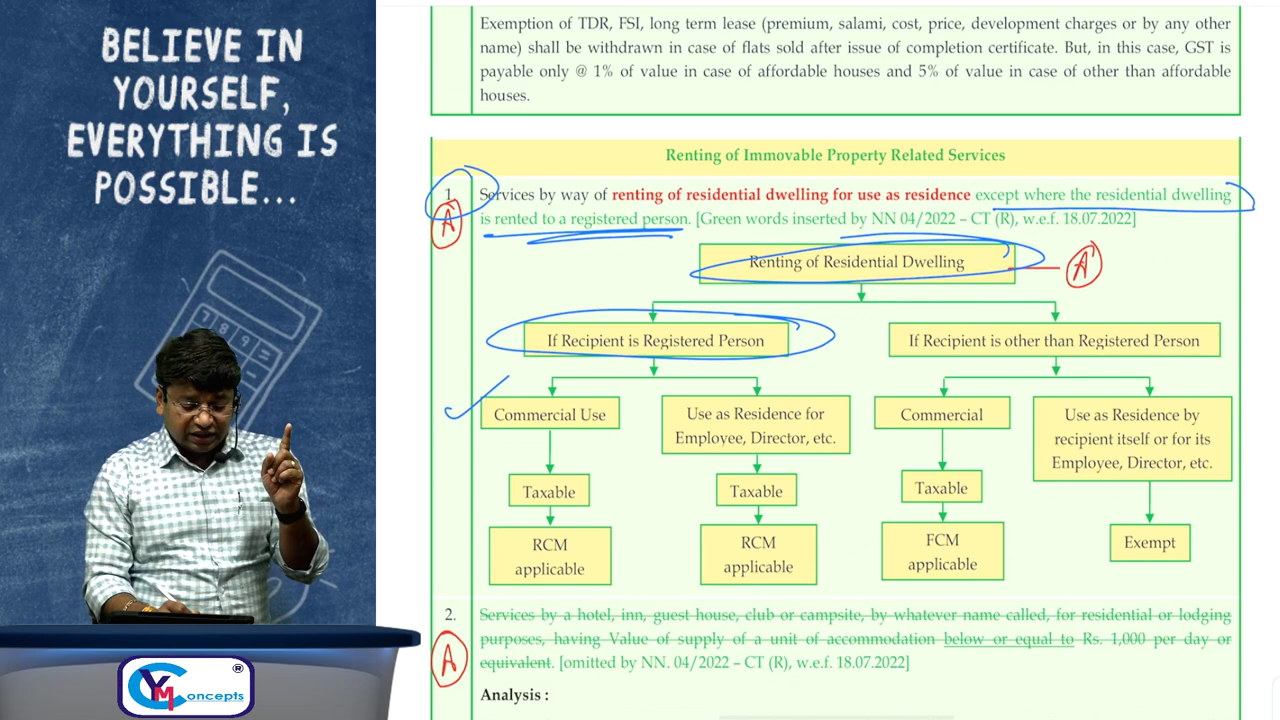 BELIEVE IN
YOURSELF,
EVERYTHING IS
POSSIBLE...
7 8 9
YM Concepts ®
Exemption of TDR, FSI, long term lease (premium, salami, cost, price, development charges or by any other
name) shall be withdrawn in case of flats sold after issue of completion certificate. But, in this case, GST is
payable only @ 1% of value in case of affordable houses and 5% of value in case of other than affordable
houses.
Renting of Immovable Property Related Services
1. Services by way of renting of residential dwelling for use as residence except where the residential dwelling
A
is rented to a registered person. [Green words inserted by NN 04/2022 – CT (R), w.e.f. 18.07.2022]
Renting of Residential Dwelling
A
If Recipient is Registered Person
If Recipient is other than Registered Person
Commercial Use
Use as Residence for
Employee, Director, etc.
Commercial
Use as Residence by
recipient itself or for its
Employee, Director, etc.
Taxable
Taxable
Taxable
RCM
applicable
RCM
applicable
FCM
applicable
Exempt
2. Services by a hotel, inn, guest house, club or campsite, by whatever name called, for residential or lodging
A
purposes, having Value of supply of a unit of accommodation below or equal to Rs. 1,000 per day or
equivalent. [omitted by NN. 04/2022 – CT (R), w.e.f. 18.07.2022]
Analysis :